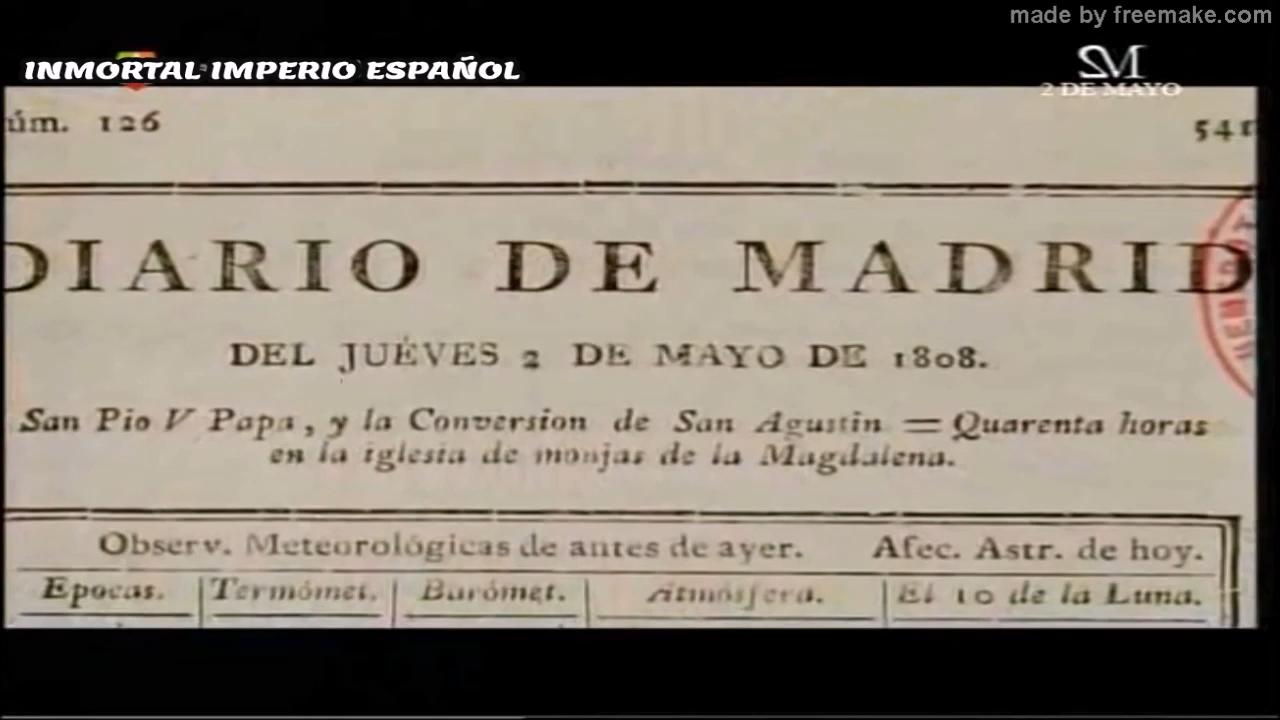 made by freemake.com
INMORTAL IMPERIO ESPAÑOL
2M
2 DE MAYO
úm. 126
541
DIARIO DE MADRID
DEL JUÉVES 2 DE MAYO DE 1808.
San Pio V Papa, y la Conversion de San Agustin = Quarenta horas
en la iglesia de monjas de la Magdalena.
Observ. Meteorológicas de antes de ayer. Afec. Astr. de hoy.
Epocas. Termómet. Barómet. Atmósfera. El 10 de la Luna.